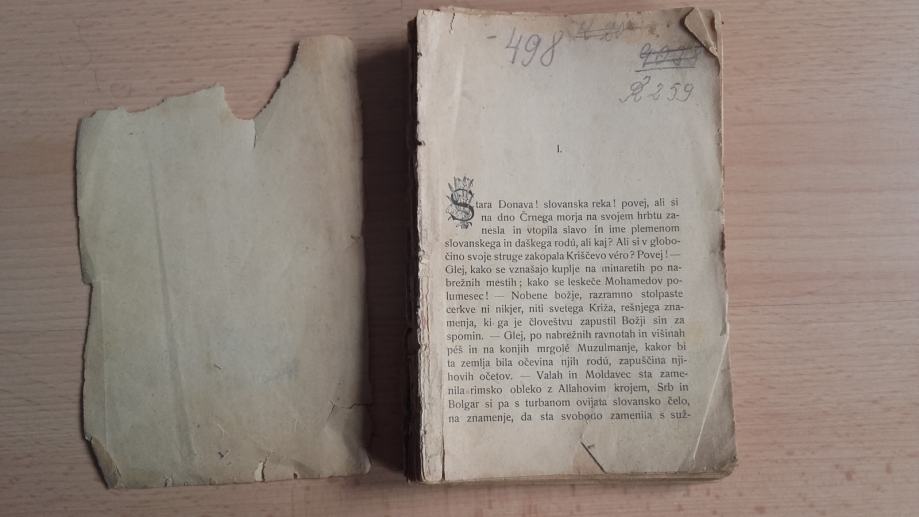 -498
R 259
I.
Stara Donava! slovanska reka! povej, ali si
na dno Črnega morja na svojem hrbtu za-
nesla in vtopila slavo in ime plemenom
slovanskega in daškega rodú, ali kaj? Ali si v globo-
čino svoje struge zakopala Kriščevo véro? Povej! —
Glej, kako se vznašajo kuplje na minaretih po na-
brežnih mestih; kako se leskeče Mohamedov po-
lumesec! — Nobene božje, razramno stolpaste
cerkve ni nikjer, niti svetega Križa, rešnjega zna-
menja, ki ga je človeštvu zapustil Božji sin za
spomin. — Glej, po nabrežnih ravnotah in višinah
péš in na konjih mrgolé Muzulmanje, kakor bi
ta zemlja bila očevina njih rodú, zapuščina nji-
hovih očetov. — Valah in Moldavec sta zame-
nila rimsko obleko z Allahovim krojem, Srb in
Bolgar si pa s turbanom ovijata slovansko čelo,
na znamenje, da sta svobodo zamenila s suž-